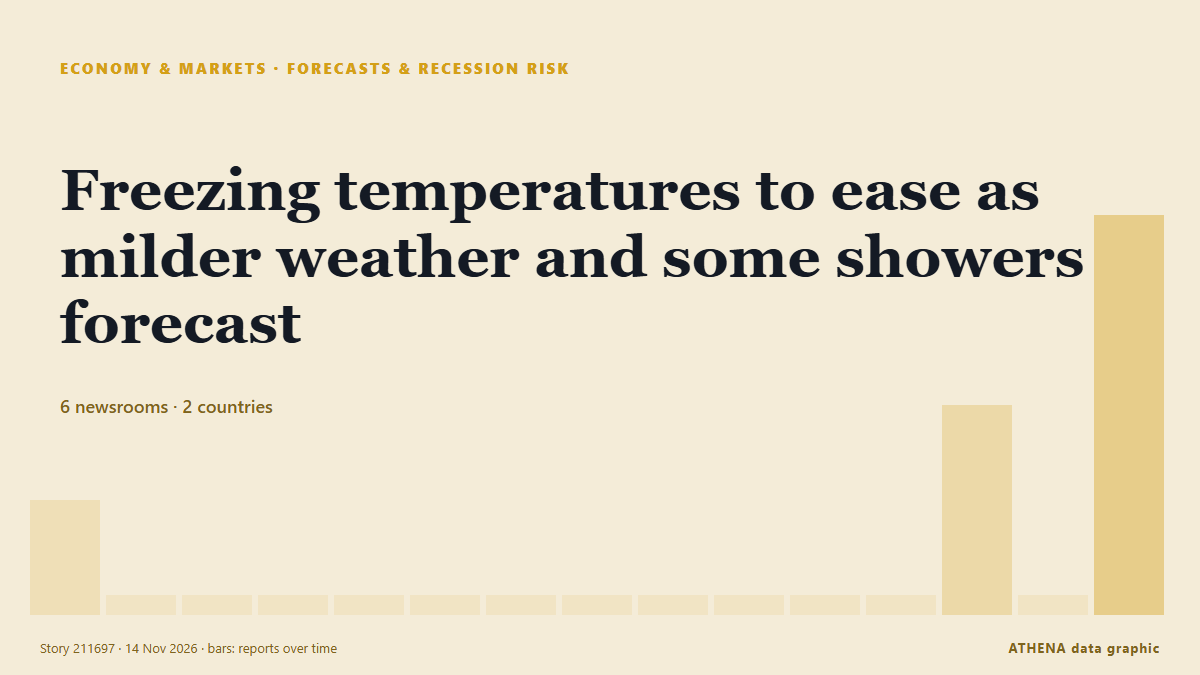 ECONOMY & MARKETS · FORECASTS & RECESSION RISK
Freezing temperatures to ease as
milder weather and some showers
forecast
6 newsrooms · 2 countries
Story 211697 · 14 Nov 2026 · bars: reports over time
ATHENA data graphic